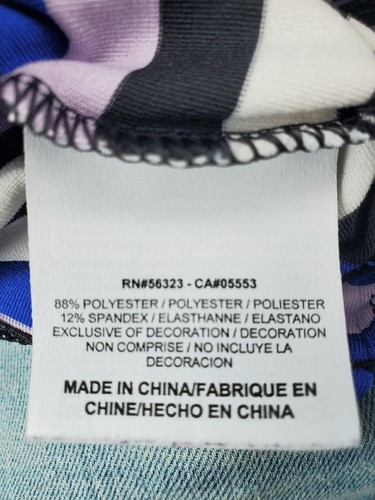 RN#56323 - CA#05553
88% POLYESTER / POLYESTER / POLIESTER
12% SPANDEX / ELASTHANNE / ELASTANO
EXCLUSIVE OF DECORATION / DECORATION
NON COMPRISE / NO INCLUYE LA
DECORACION
MADE IN CHINA/FABRIQUE EN
CHINE/HECHO EN CHINA